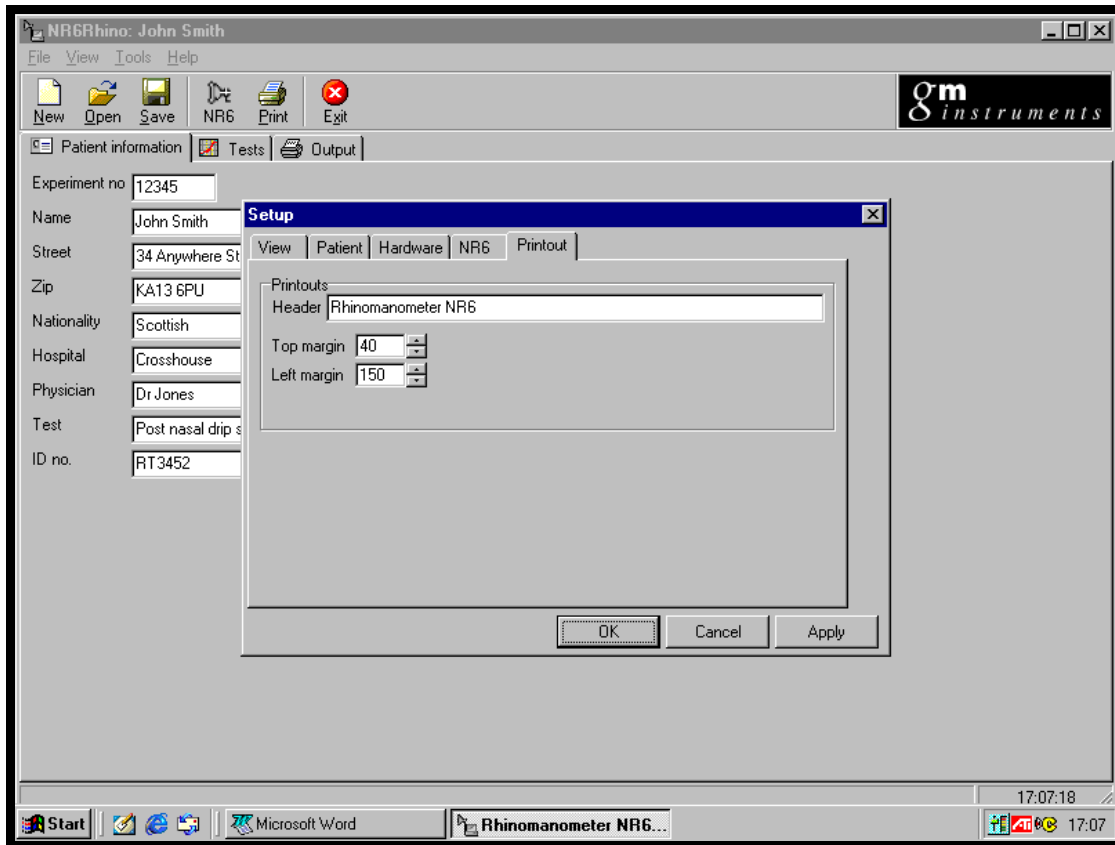 NR6Rhino: John Smith
File View Tools Help
New Open Save NR6 Print Exit
gm instruments
Patient information Tests Output
Experiment no 12345
Name John Smith
Street 34 Anywhere St
Zip KA13 6PU
Nationality Scottish
Hospital Crosshouse
Physician Dr Jones
Test Post nasal drip s
ID no. RT3452
Setup
View Patient Hardware NR6 Printout
Printouts
Header Rhinomanometer NR6
Top margin 40
Left margin 150
OK Cancel Apply
17:07:18
Start Microsoft Word Rhinomanometer NR6... 17:07